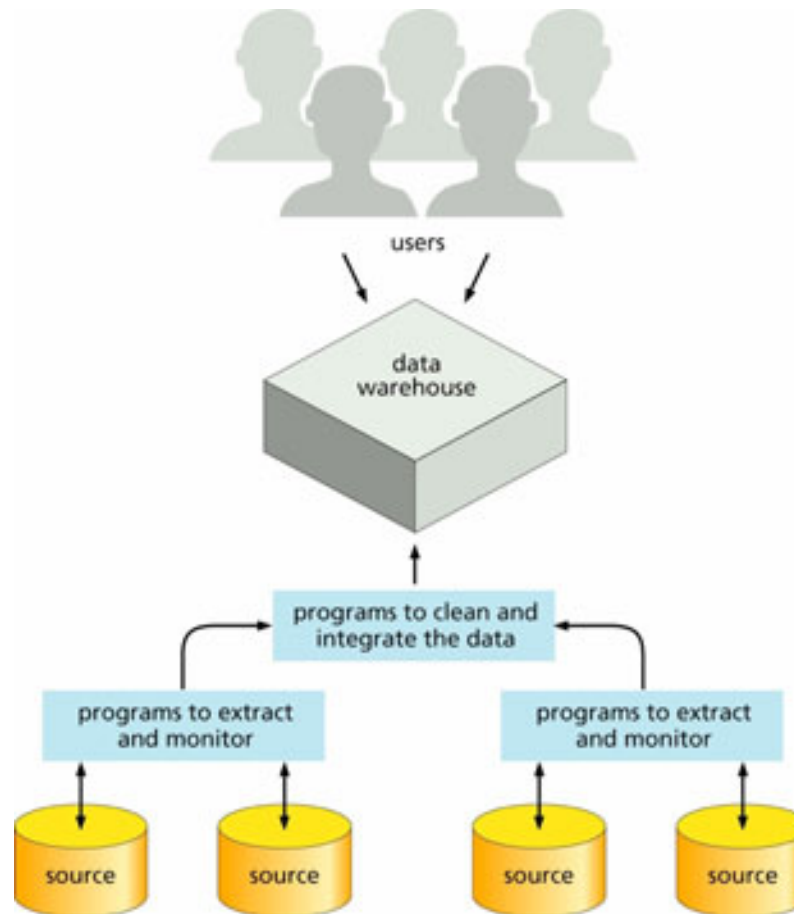 users
data
warehouse
programs to clean and
integrate the data
programs to extract
and monitor
programs to extract
and monitor
source
source
source
source